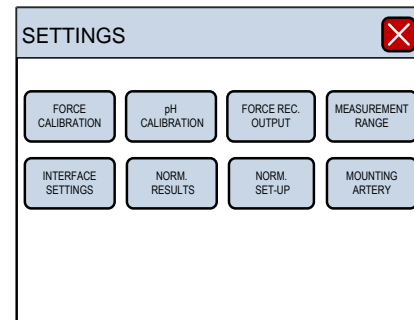 SETTINGS
FORCE
CALIBRATION
pH
CALIBRATION
FORCE REC.
OUTPUT
MEASUREMENT
RANGE
INTERFACE
SETTINGS
NORM.
RESULTS
NORM.
SET-UP
MOUNTING
ARTERY